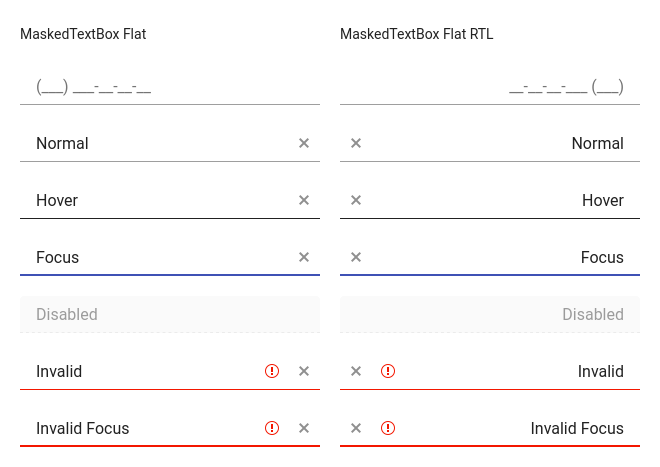 MaskedTextBox Flat
(___) ___-__-__-__
Normal
Hover
Focus
Disabled
Invalid
Invalid Focus
MaskedTextBox Flat RTL
__-__-__-___ (___)
Normal
Hover
Focus
Disabled
Invalid
Invalid Focus